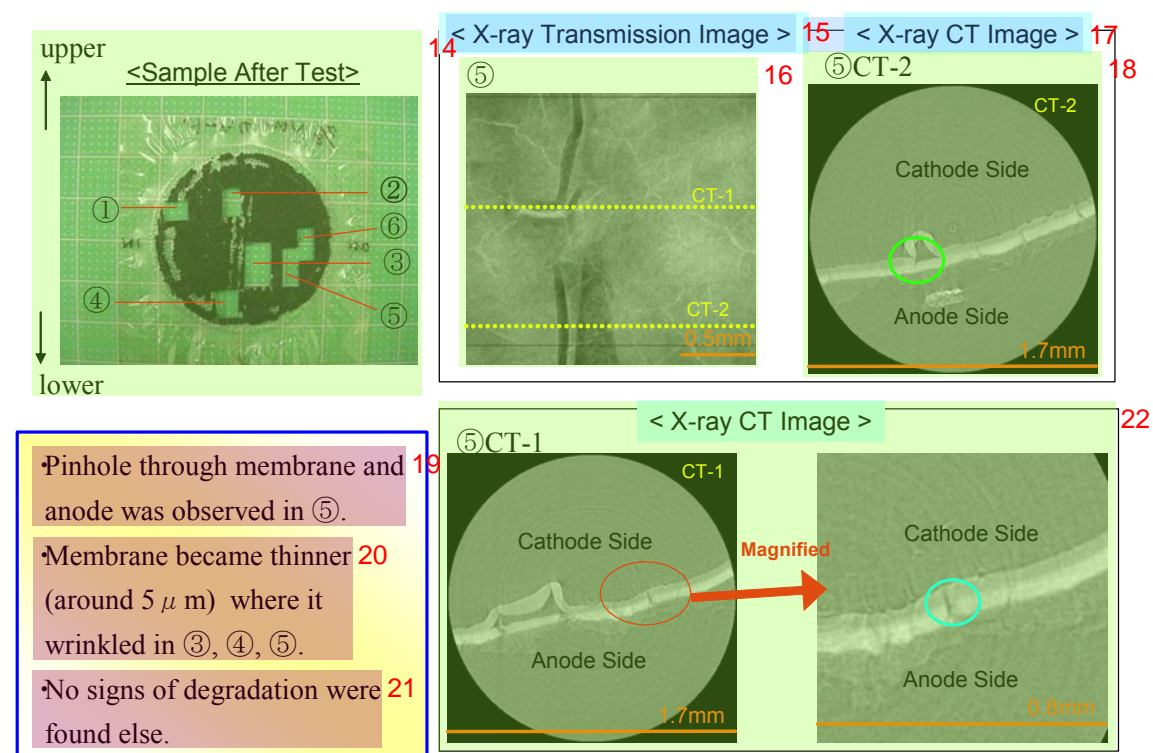 upper
14
<Sample After Test>
①
②
⑥
③
④
⑤
lower
< X-ray Transmission Image >
15
< X-ray CT Image >
17
⑤
16
CT-1
CT-2
0.5mm
⑤CT-2
18
CT-2
Cathode Side
Anode Side
1.7mm
•Pinhole through membrane and
19
anode was observed in ⑤.
•Membrane became thinner
20
(around 5 μ m) where it
wrinkled in ③, ④, ⑤.
•No signs of degradation were
21
found else.
< X-ray CT Image >
22
⑤CT-1
CT-1
Cathode Side
Anode Side
1.7mm
Magnified
Cathode Side
Anode Side
0.8mm